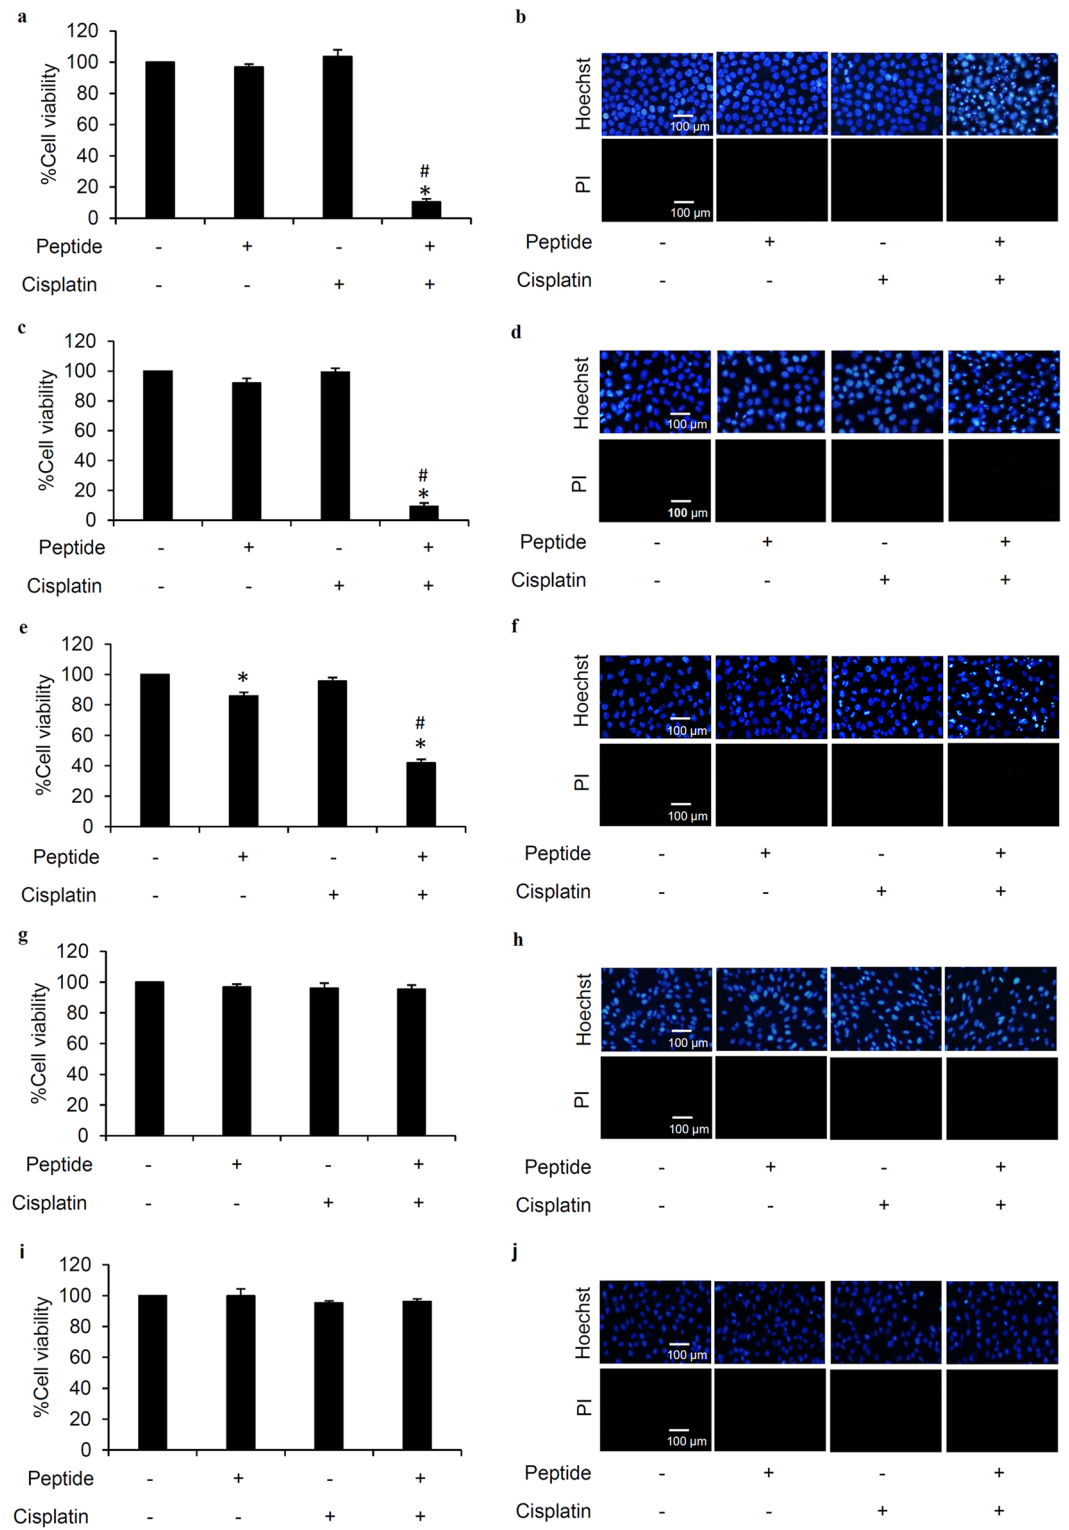 a
120
100
80
60
40
20
0
%Cell viability
#
*
Peptide - + - +
Cisplatin - - + +
b
Hoechst
100 µm
PI
100 µm
Peptide - + - +
Cisplatin - - + +
c
120
100
80
60
40
20
0
%Cell viability
#
*
Peptide - + - +
Cisplatin - - + +
d
Hoechst
100 µm
PI
100 µm
Peptide - + - +
Cisplatin - - + +
e
120
100
80
60
40
20
0
%Cell viability
*
#
*
Peptide - + - +
Cisplatin - - + +
f
Hoechst
100 µm
PI
100 µm
Peptide - + - +
Cisplatin - - + +
g
120
100
80
60
40
20
0
%Cell viability
Peptide - + - +
Cisplatin - - + +
h
Hoechst
100 µm
PI
100 µm
Peptide - + - +
Cisplatin - - + +
i
120
100
80
60
40
20
0
%Cell viability
Peptide - + - +
Cisplatin - - + +
j
Hoechst
100 µm
PI
100 µm
Peptide - + - +
Cisplatin - - + +